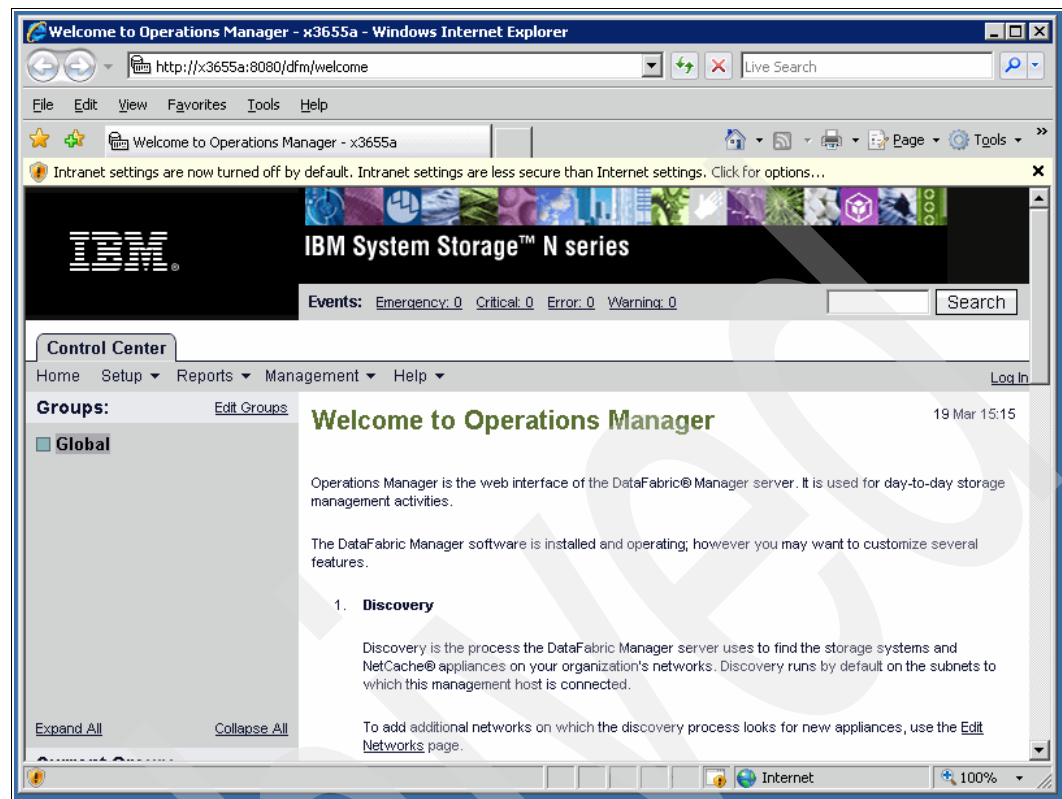 Welcome to Operations Manager - x3655a - Windows Internet Explorer
http://x3655a:8080/dfm/welcome
Live Search
File Edit View Favorites Tools Help
Welcome to Operations Manager - x3655a
Page Tools »
Intranet settings are now turned off by default. Intranet settings are less secure than Internet settings. Click for options...
IBM®
IBM System Storage™ N series
Events: Emergency: 0 Critical: 0 Error: 0 Warning: 0 Search
Control Center
Home Setup Reports Management Help
Log In
Groups: Edit Groups
Global
Expand All Collapse All
Welcome to Operations Manager
19 Mar 15:15
Operations Manager is the web interface of the DataFabric® Manager server. It is used for day-to-day storage
management activities.
The DataFabric Manager software is installed and operating; however you may want to customize several
features.
1. Discovery
Discovery is the process the DataFabric Manager server uses to find the storage systems and
NetCache® appliances on your organization's networks. Discovery runs by default on the subnets to
which this management host is connected.
To add additional networks on which the discovery process looks for new appliances, use the Edit
Networks page.
Internet
100%